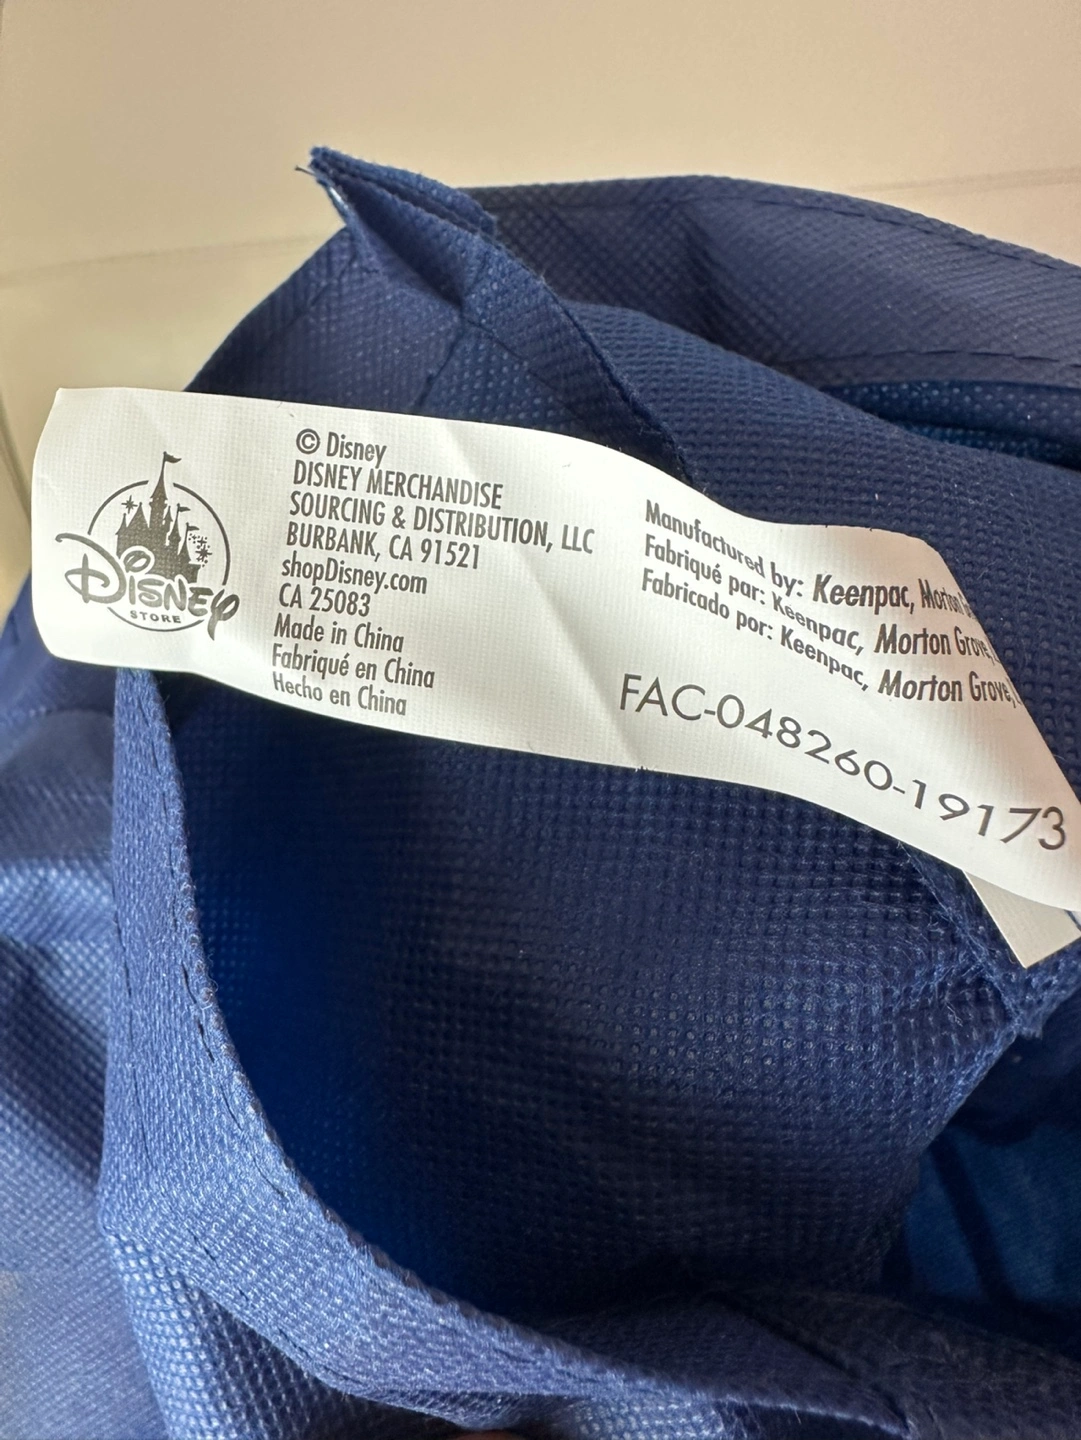 Disney
STORE
© Disney
DISNEY MERCHANDISE
SOURCING & DISTRIBUTION, LLC
BURBANK, CA 91521
shopDisney.com
CA 25083
Made in China
Fabriqué en China
Hecho en China
Manufactured by: Keenpac, Morton
Fabriqué par: Keenpac, Morton Grove,
Fabricado por: Keenpac, Morton Grove,
FAC-048260-19173